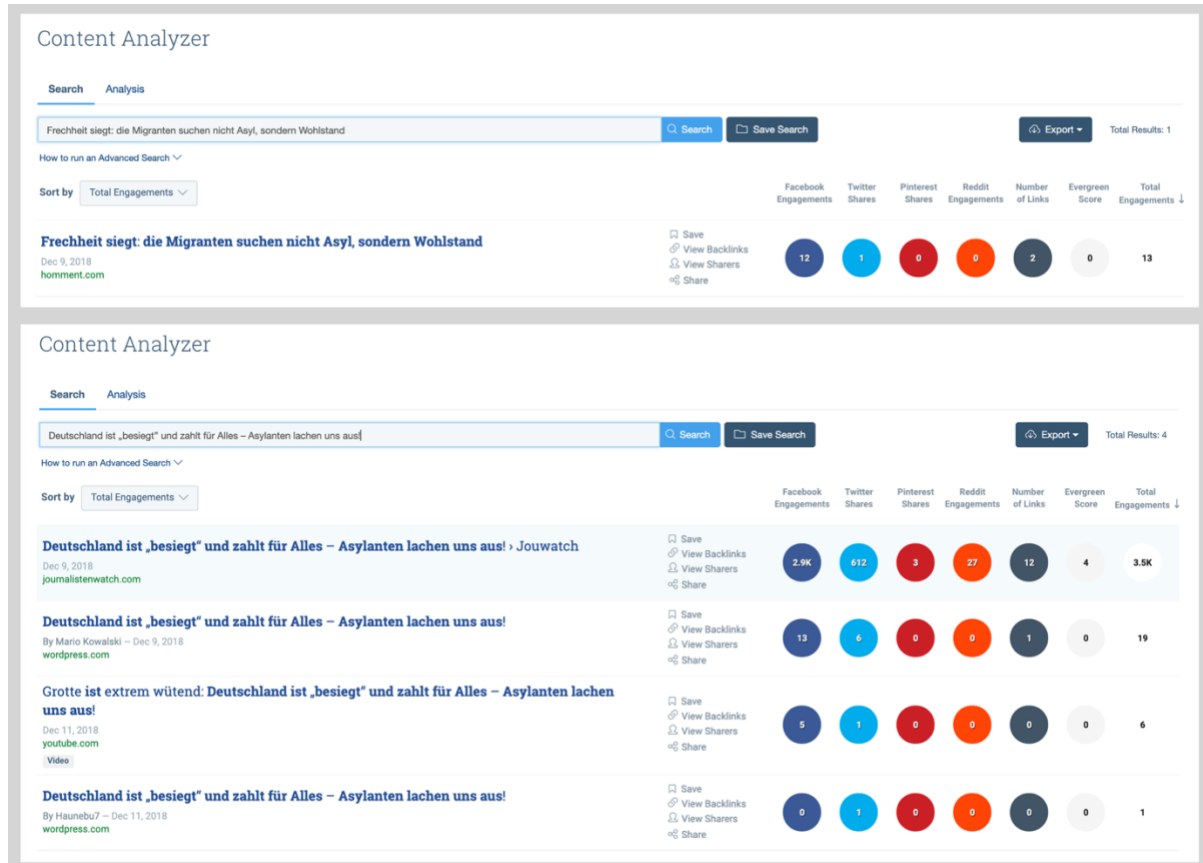 Content Analyzer
Search Analysis
Frechheit siegt: die Migranten suchen nicht Asyl, sondern Wohlstand Search Save Search Export Total Results: 1
How to run an Advanced Search
Sort by Total Engagements
Facebook Engagements Twitter Shares Pinterest Shares Reddit Engagements Number of Links Evergreen Score Total Engagements ↓
Frechheit siegt: die Migranten suchen nicht Asyl, sondern Wohlstand
Dec 9, 2018
homment.com
Save
View Backlinks
View Sharers
Share
12 1 0 0 2 0 13
Content Analyzer
Search Analysis
Deutschland ist „besiegt“ und zahlt für Alles – Asylanten lachen uns aus! Search Save Search Export Total Results: 4
How to run an Advanced Search
Sort by Total Engagements
Facebook Engagements Twitter Shares Pinterest Shares Reddit Engagements Number of Links Evergreen Score Total Engagements ↓
Deutschland ist „besiegt“ und zahlt für Alles – Asylanten lachen uns aus! › Jouwatch
Dec 9, 2018
journalistenwatch.com
Save
View Backlinks
View Sharers
Share
2.9K 612 3 27 12 4 3.5K
Deutschland ist „besiegt“ und zahlt für Alles – Asylanten lachen uns aus!
By Mario Kowalski – Dec 9, 2018
wordpress.com
Save
View Backlinks
View Sharers
Share
13 6 0 0 1 0 19
Grotte ist extrem wütend: Deutschland ist „besiegt“ und zahlt für Alles – Asylanten lachen
uns aus!
Dec 11, 2018
youtube.com
Video
Save
View Backlinks
View Sharers
Share
5 1 0 0 0 0 6
Deutschland ist „besiegt“ und zahlt für Alles – Asylanten lachen uns aus!
By Haunebu7 – Dec 11, 2018
wordpress.com
Save
View Backlinks
View Sharers
Share
0 1 0 0 0 0 1